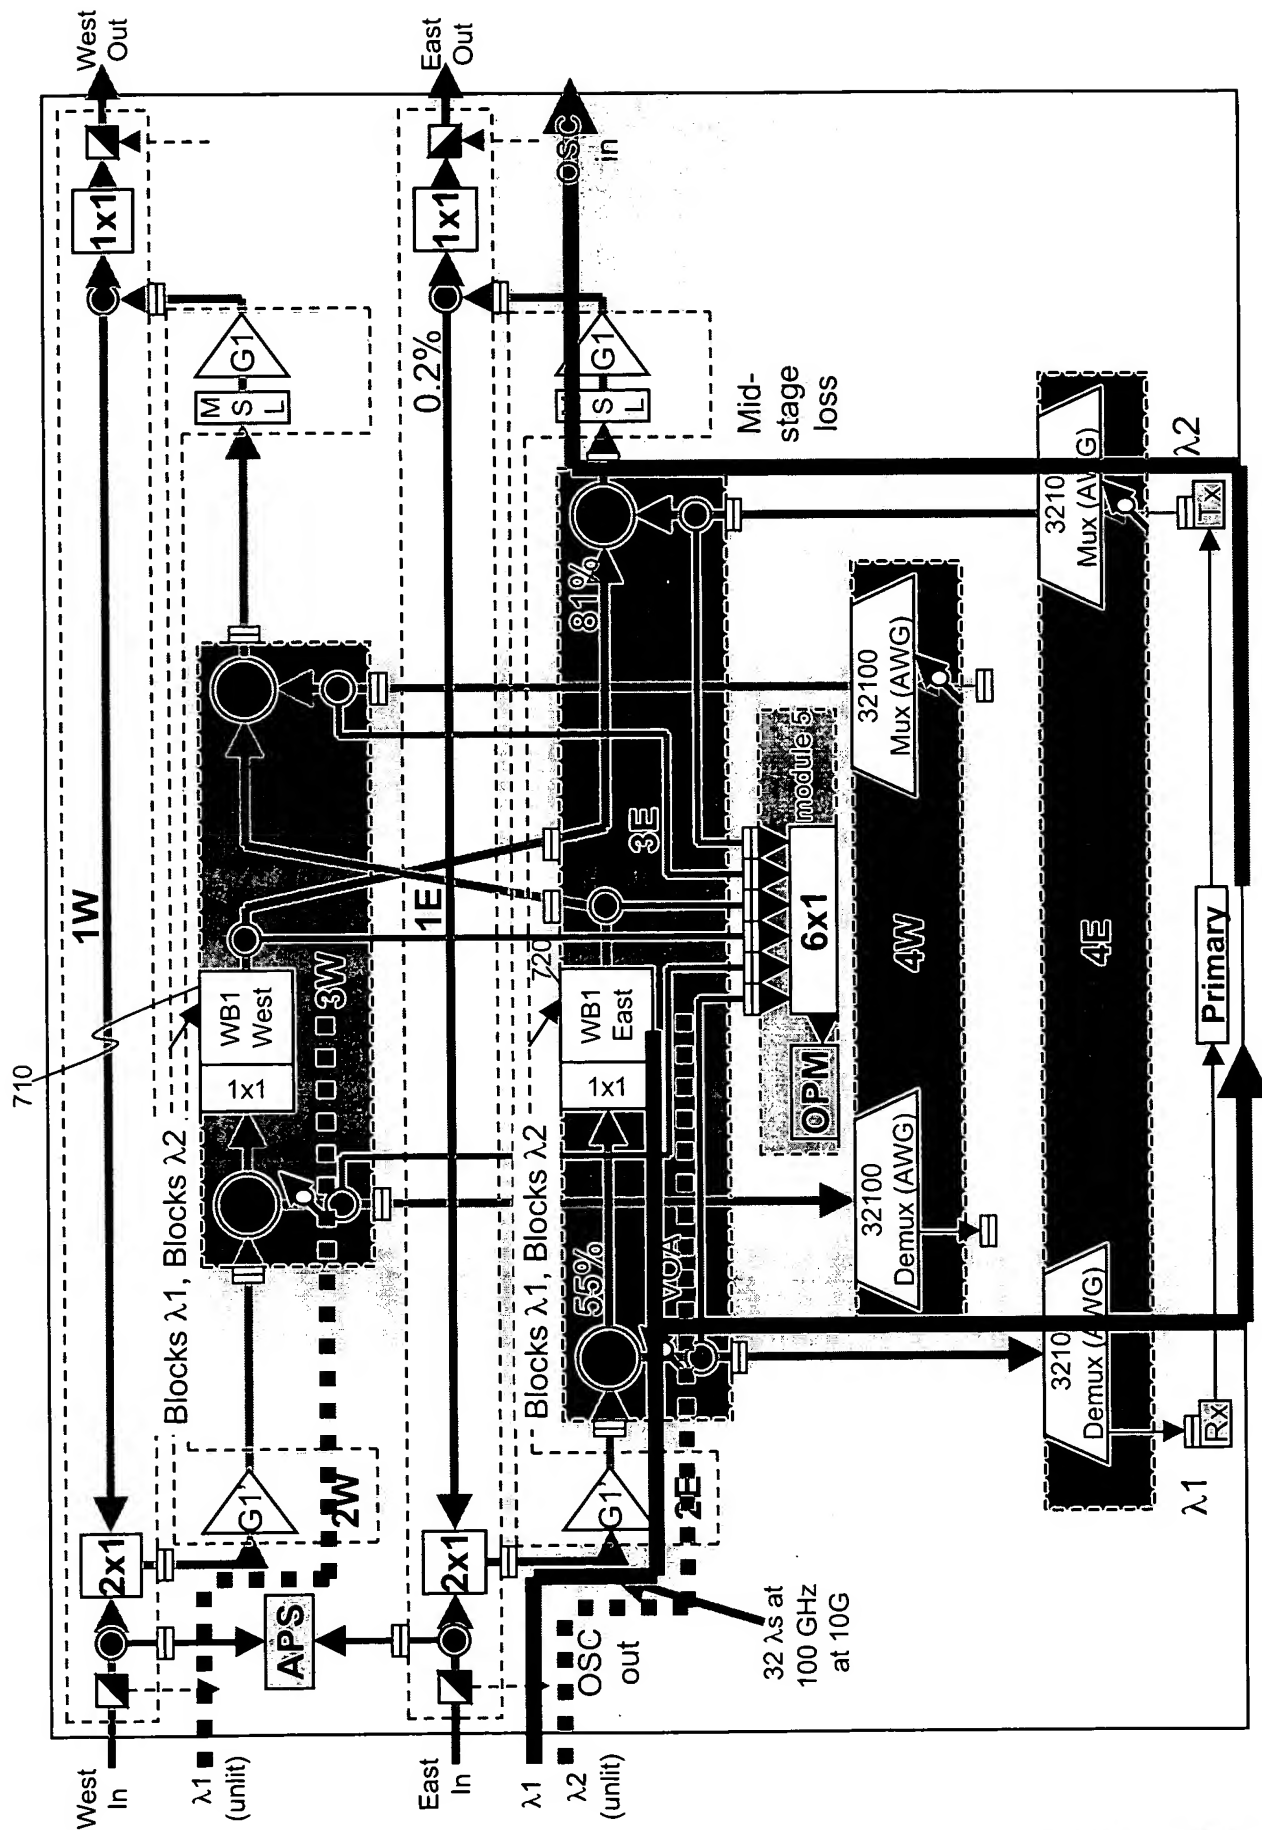 West
Out
1x1
East
Out
1x1
OSC
in
G1
M
S
L
0.2%
G1
S
L
Mid-
stage
loss
81%
3210
Mux (AWG)
λ2
Tx
32100
Mux (AWG)
module 5
6x1
OPM
3E
1W
1E
3W
4W
4E
Primary
710
WB1
West
1x1
720
WB1
East
1x1
Blocks λ1, Blocks λ2
Blocks λ1, Blocks λ2
55%
VOA
32100
Demux (AWG)
3210
Demux (AWG)
Rx
λ1
G1'
2W
G1'
2E
2x1
2x1
APS
OSC
out
32 λs at
100 GHz
at 10G
West
In
λ1
(unlit)
East
In
λ1
λ2
(unlit)